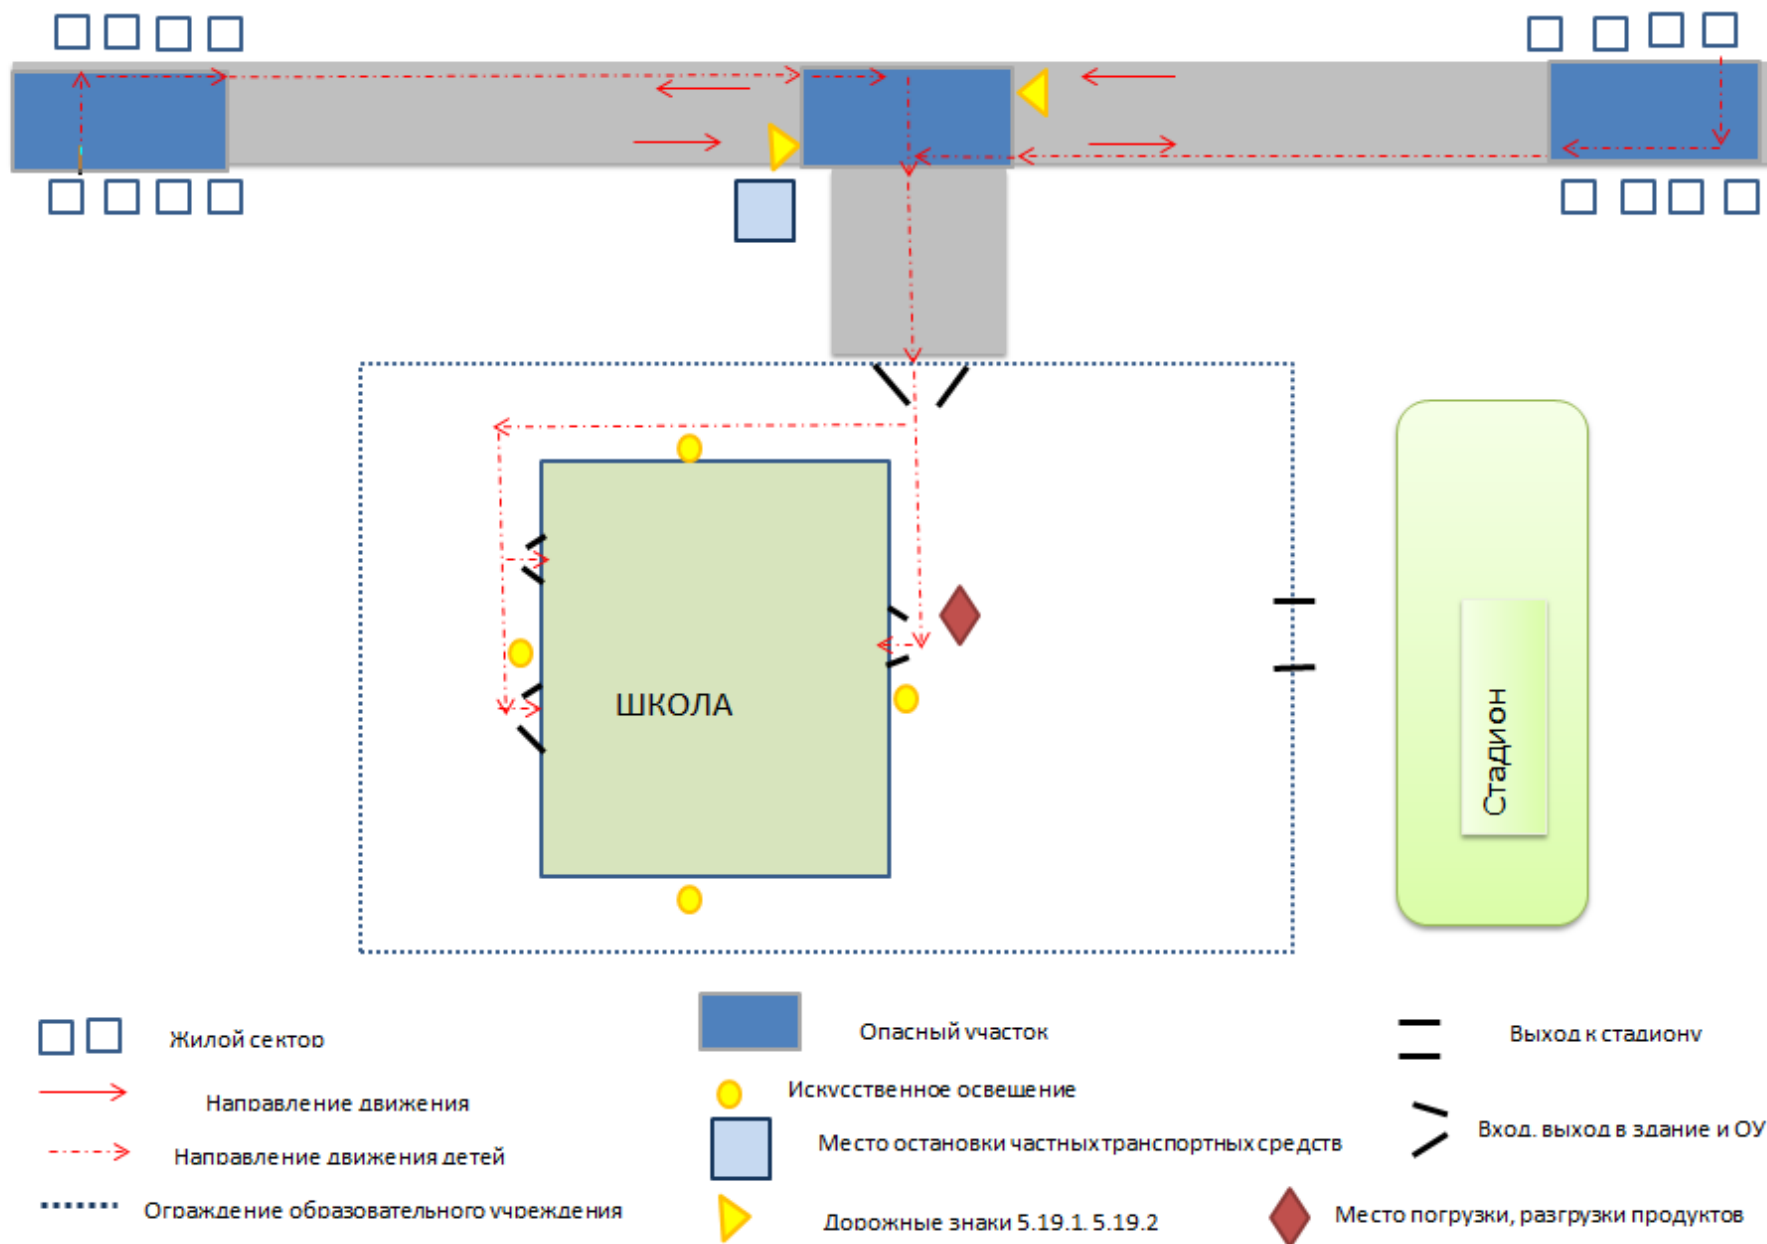 ШКОЛА
Стадион
Жилой сектор
Опасный участок
Выход к стадиону
Направление движения
Искусственное освещение
Направление движения детей
Место остановки частных транспортных средств
Вход. выход в здание и ОУ
Ограждение образовательного учреждения
Дорожные знаки 5.19.1. 5.19.2
Место погрузки, разгрузки продуктов